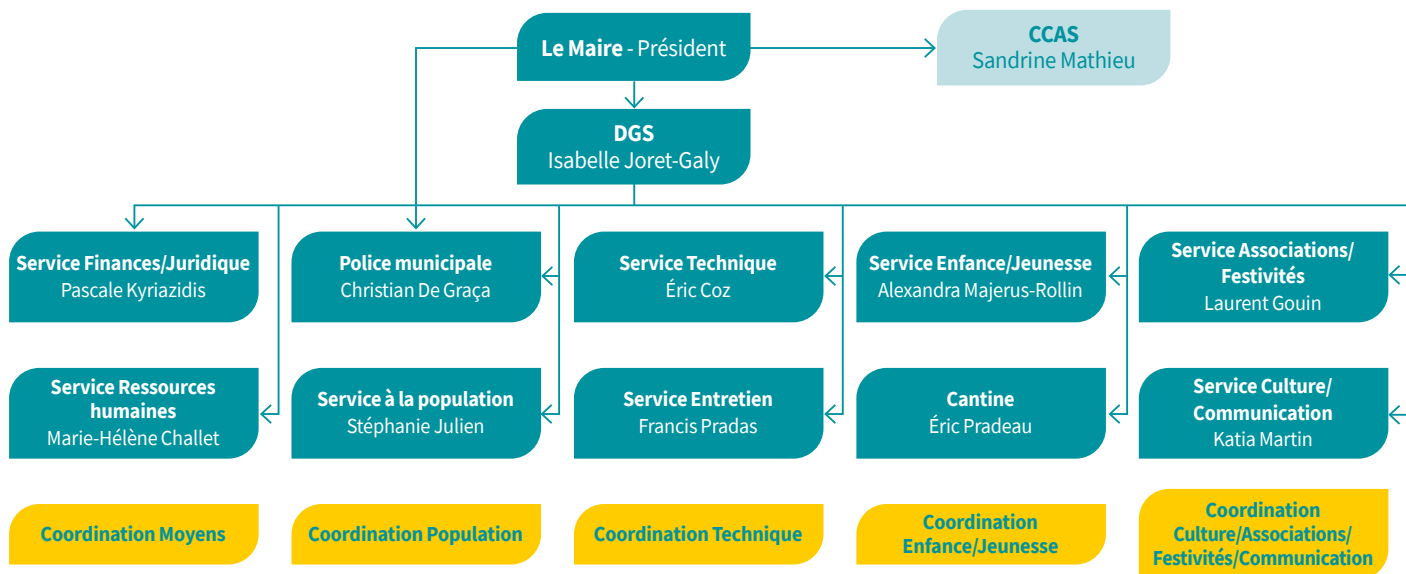 Le Maire - Président
CCAS
Sandrine Mathieu
DGS
Isabelle Joret-Galy
Service Finances/Juridique
Pascale Kyriazidis
Police municipale
Christian De Graça
Service Technique
Éric Coz
Service Enfance/Jeunesse
Alexandra Majerus-Rollin
Service Associations/
Festivités
Laurent Gouin
Service Ressources
humaines
Marie-Hélène Challet
Service à la population
Stéphanie Julien
Service Entretien
Francis Pradas
Cantine
Éric Pradeau
Service Culture/
Communication
Katia Martin
Coordination Moyens
Coordination Population
Coordination Technique
Coordination
Enfance/Jeunesse
Coordination
Culture/Associations/
Festivités/Communication